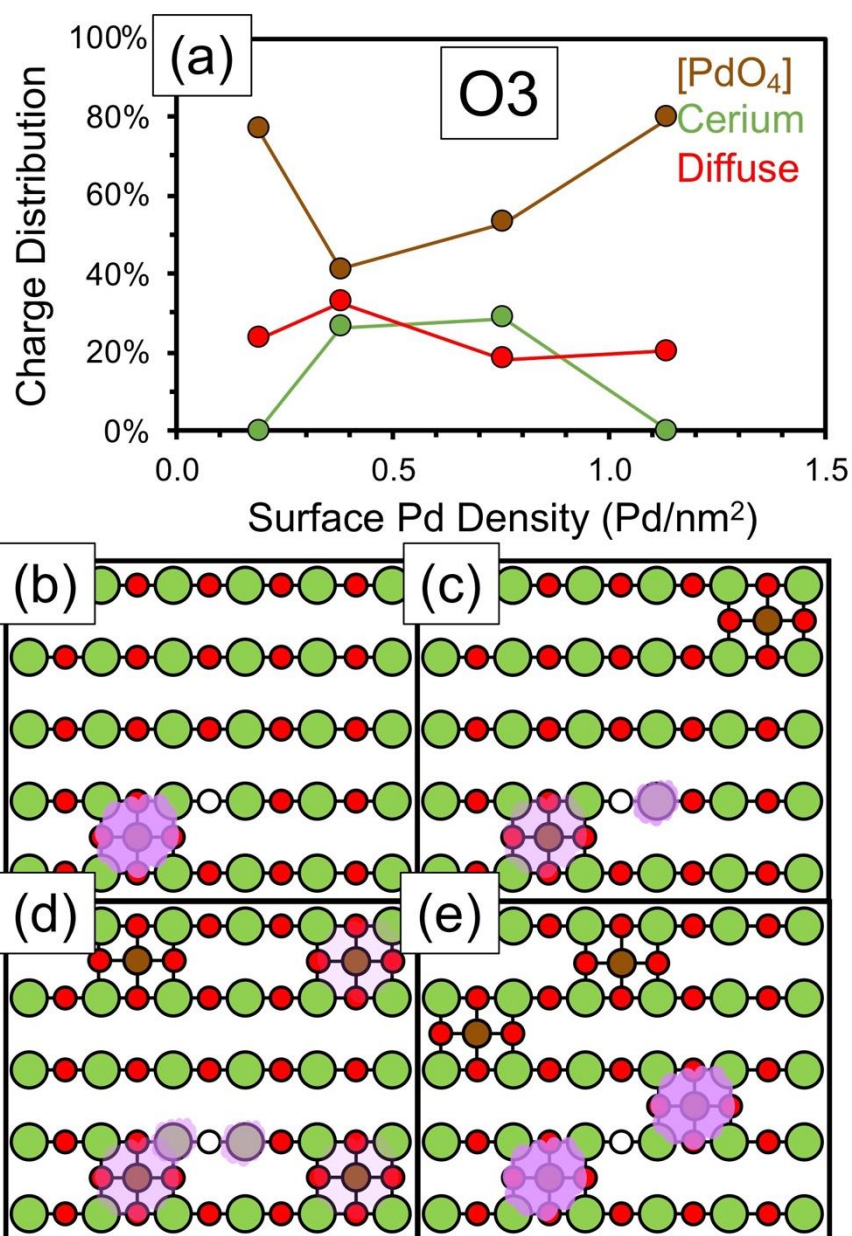 100%
(a)
O3
[PdO₄]
Cerium
Diffuse
80%
60%
40%
20%
0%
Charge Distribution
0.0 0.5 1.0 1.5
Surface Pd Density (Pd/nm²)
(b) (c)
(d) (e)